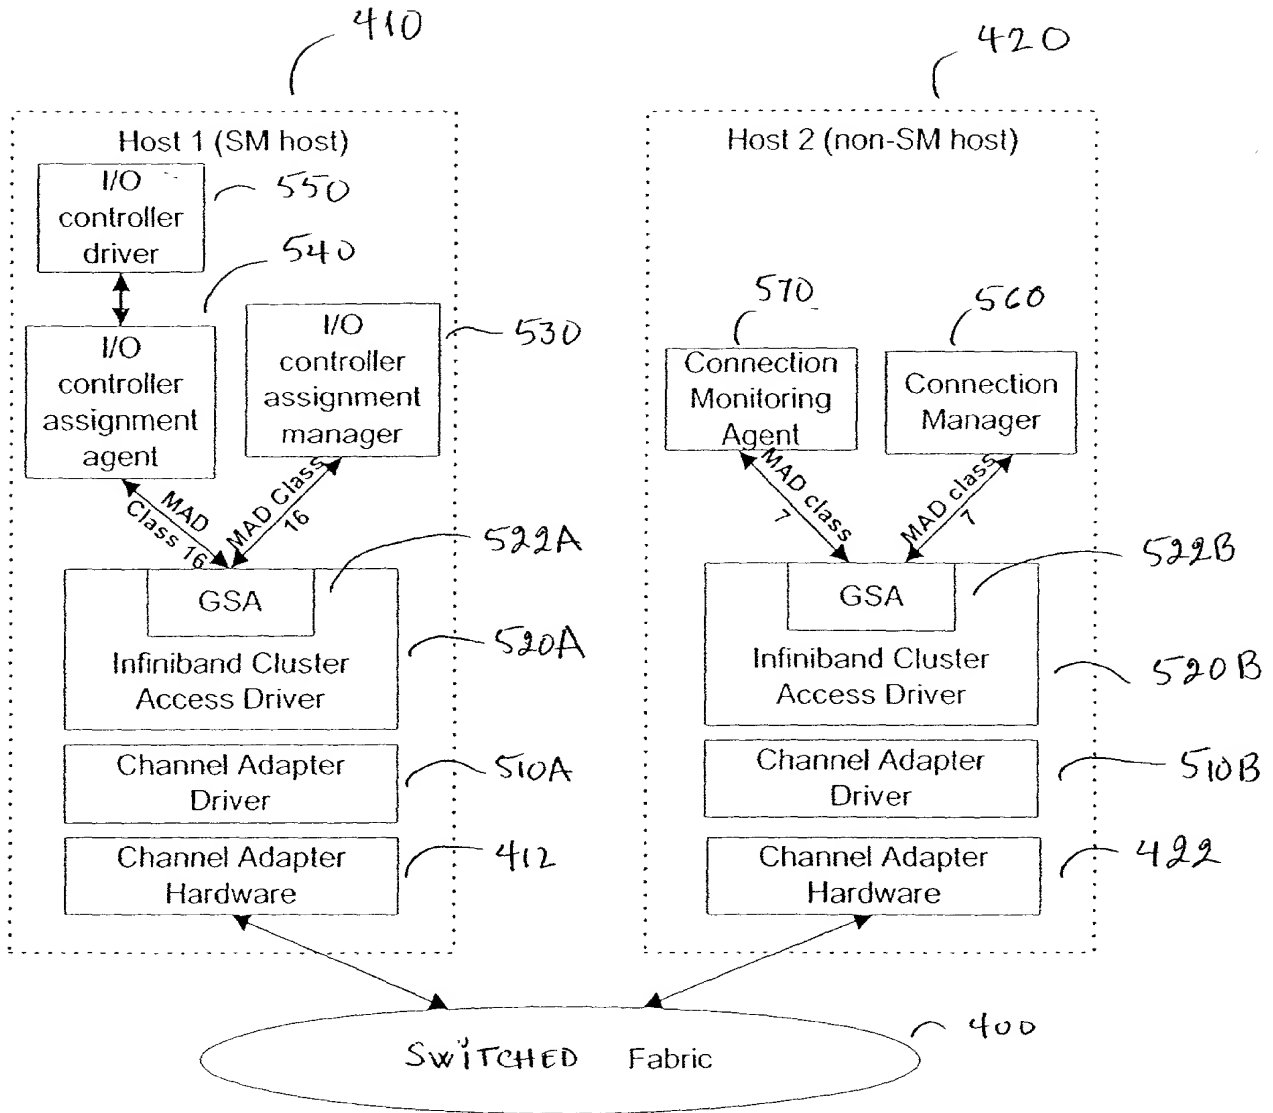 410
420
Host 1 (SM host)
I/O
controller
driver
550
540
I/O
controller
assignment
agent
I/O
controller
assignment
manager
530
MAD
Class 16
MAD Class
16
522A
GSA
Infiniband Cluster
Access Driver
520A
Channel Adapter
Driver
510A
Channel Adapter
Hardware
412
Host 2 (non-SM host)
570
560
Connection
Monitoring
Agent
Connection
Manager
MAD class
7
MAD class
7
522B
GSA
Infiniband Cluster
Access Driver
520B
Channel Adapter
Driver
510B
Channel Adapter
Hardware
422
SWITCHED Fabric
400